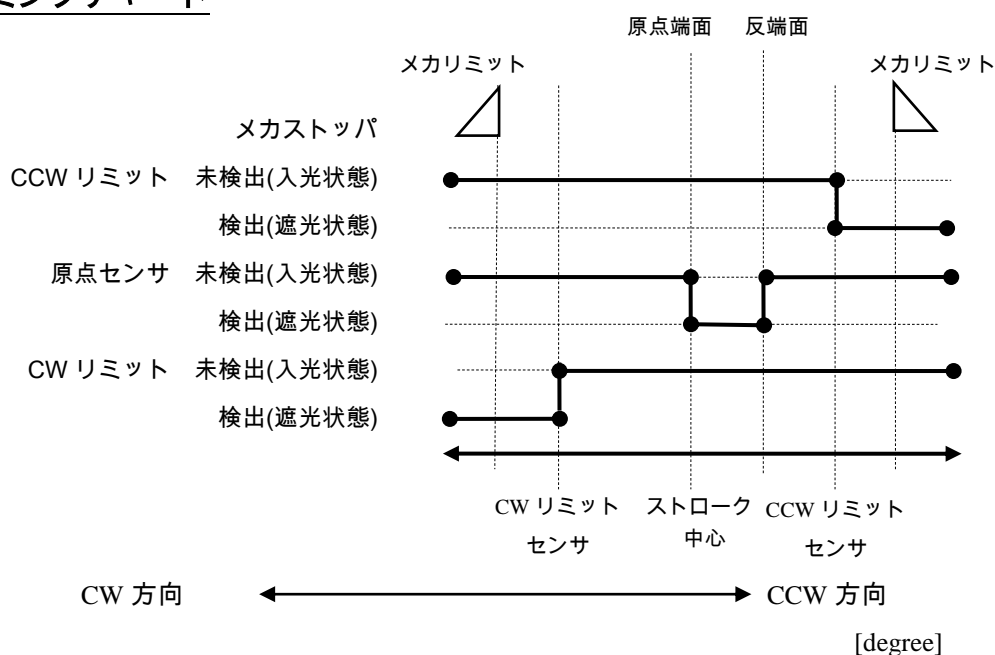 原点端面 反端面
メカリミット メカリミット
メカストッパ
CCW リミット 未検出(入光状態)
検出(遮光状態)
原点センサ 未検出(入光状態)
検出(遮光状態)
CW リミット 未検出(入光状態)
検出(遮光状態)
CW リミット ストローク CCW リミット
センサ 中心 センサ
CW 方向 CCW 方向
[degree]